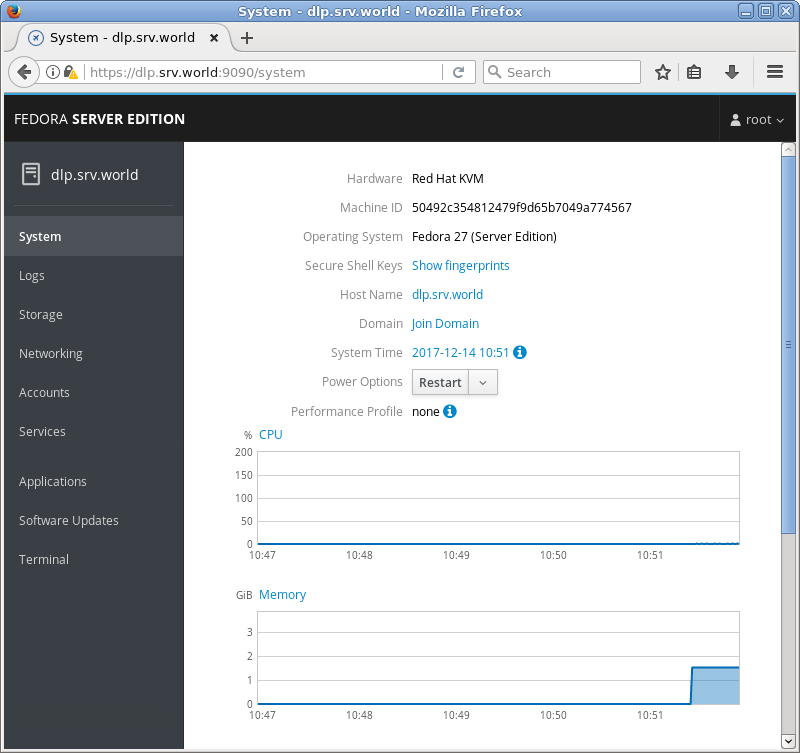 System - dlp.srv.world - Mozilla Firefox
System - dlp.srv.world
https://dlp.srv.world:9090/system
Search
FEDORA SERVER EDITION
root
dlp.srv.world
System
Logs
Storage
Networking
Accounts
Services
Applications
Software Updates
Terminal
Hardware Red Hat KVM
Machine ID 50492c354812479f9d65b7049a774567
Operating System Fedora 27 (Server Edition)
Secure Shell Keys Show fingerprints
Host Name dlp.srv.world
Domain Join Domain
System Time 2017-12-14 10:51
Power Options Restart
Performance Profile none
% CPU
200
150
100
50
0
10:47 10:48 10:49 10:50 10:51
GiB Memory
3
2
1
0
10:47 10:48 10:49 10:50 10:51